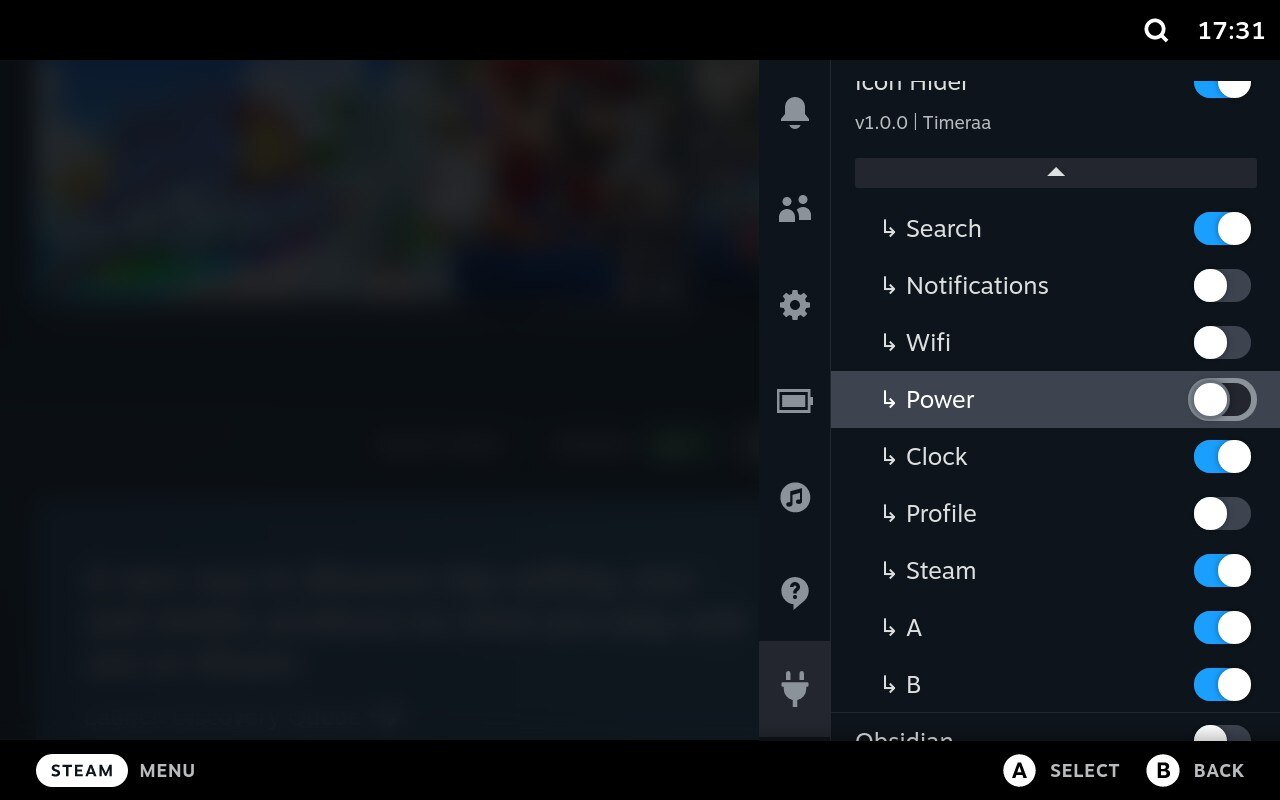 17:31
Icon Hider
v1.0.0 | Timeraa
↳ Search
↳ Notifications
↳ Wifi
↳ Power
↳ Clock
↳ Profile
↳ Steam
↳ A
↳ B
Obsidian
STEAM MENU
A SELECT B BACK